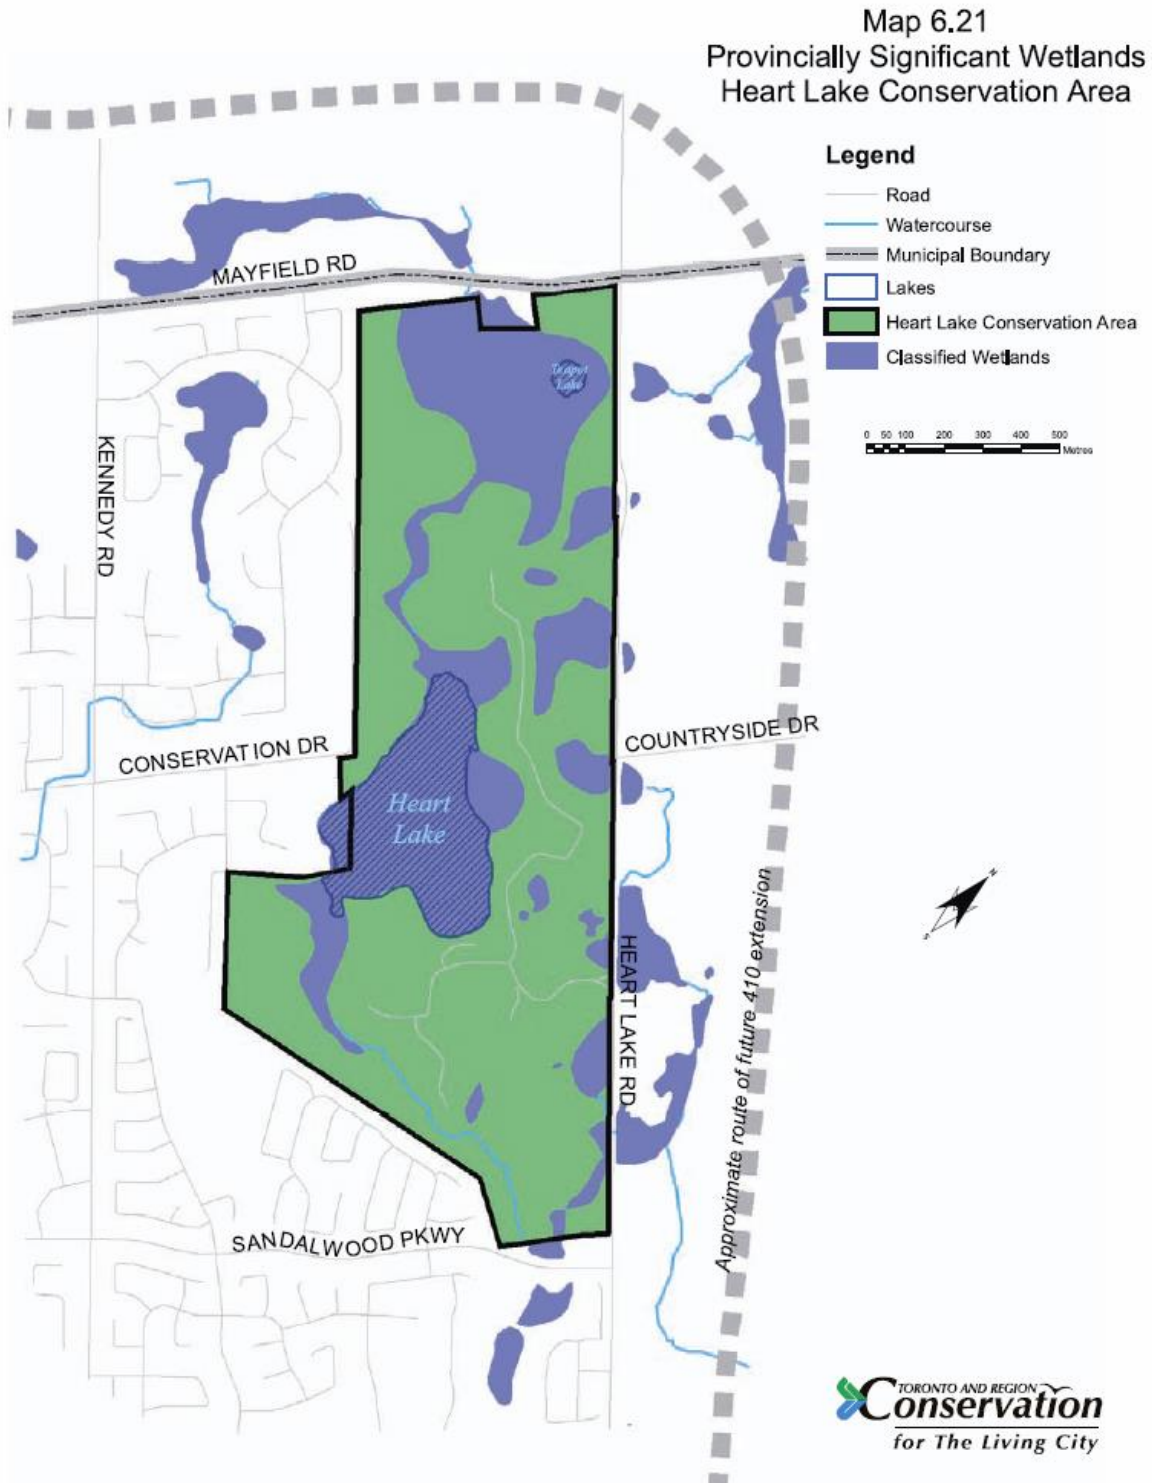 Map 6.21
Provincially Significant Wetlands
Heart Lake Conservation Area
Legend
Road
Watercourse
Municipal Boundary
Lakes
Heart Lake Conservation Area
Classified Wetlands
0 50 100 200 300 400 500
Metres
MAYFIELD RD
Teapot
Lake
KENNEDY RD
CONSERVATION DR
COUNTRYSIDE DR
Heart
Lake
HEART LAKE RD
Approximate route of future 410 extension
N
S
SANDALWOOD PKWY
TORONTO AND REGION
Conservation
for The Living City